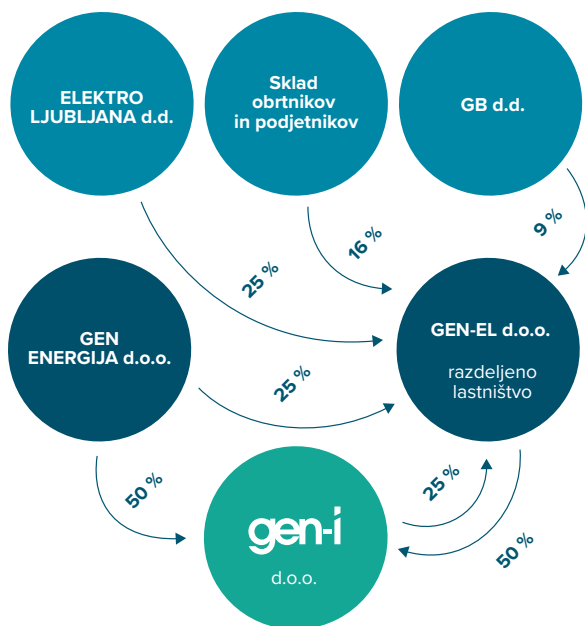 ELEKTRO
LJUBLJANA d.d.
Sklad
obrtnikov
in podjetnikov
GB d.d.
25 %
16 %
9 %
GEN
ENERGIJA d.o.o.
GEN-EL d.o.o.
razdeljeno
lastništvo
25 %
50 %
gen-i
d.o.o.
25 %
50 %